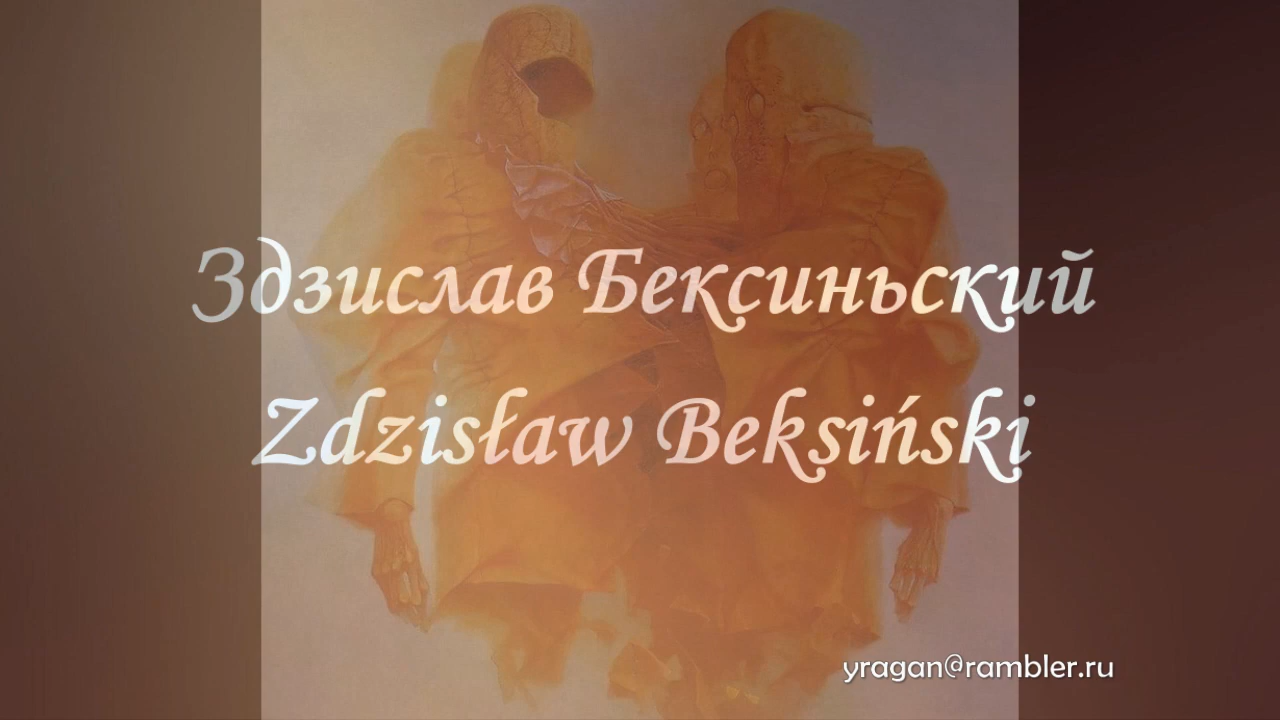 Здзислав Бексиньский
Zdzisław Beksiński
yragan@rambler.ru